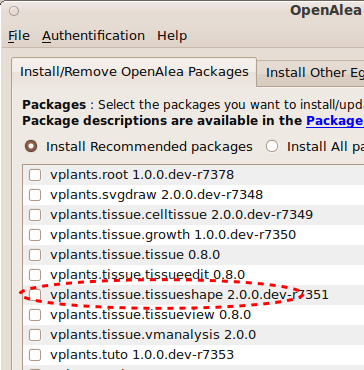 OpenAlea
File Authentification Help
Install/Remove OpenAlea Packages Install Other Eg
Packages : Select the packages you want to install/upda
Package descriptions are available in the Package
Install Recommended packages Install All pa
vplants.root 1.0.0.dev-r7378
vplants.svgdraw 2.0.0.dev-r7348
vplants.tissue.celltissue 2.0.0.dev-r7349
vplants.tissue.growth 1.0.0.dev-r7350
vplants.tissue.tissue 0.8.0
vplants.tissue.tissueedit 0.8.0
vplants.tissue.tissueshape 2.0.0.dev-r7351
vplants.tissue.tissueview 0.8.0
vplants.tissue.vmanalysis 2.0.0
vplants.tuto 1.0.0.dev-r7353